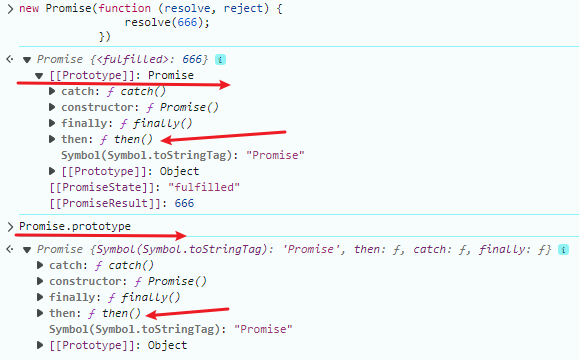 new Promise(function (resolve, reject) {
resolve(666);
})
Promise {<fulfilled>: 666} i
[[Prototype]]: Promise
catch: ƒ catch()
constructor: ƒ Promise()
finally: ƒ finally()
then: ƒ then()
Symbol(Symbol.toStringTag): "Promise"
[[Prototype]]: Object
[[PromiseState]]: "fulfilled"
[[PromiseResult]]: 666
Promise.prototype
Promise {Symbol(Symbol.toStringTag): 'Promise', then: ƒ, catch: ƒ, finally: ƒ} i
catch: ƒ catch()
constructor: ƒ Promise()
finally: ƒ finally()
then: ƒ then()
Symbol(Symbol.toStringTag): "Promise"
[[Prototype]]: Object